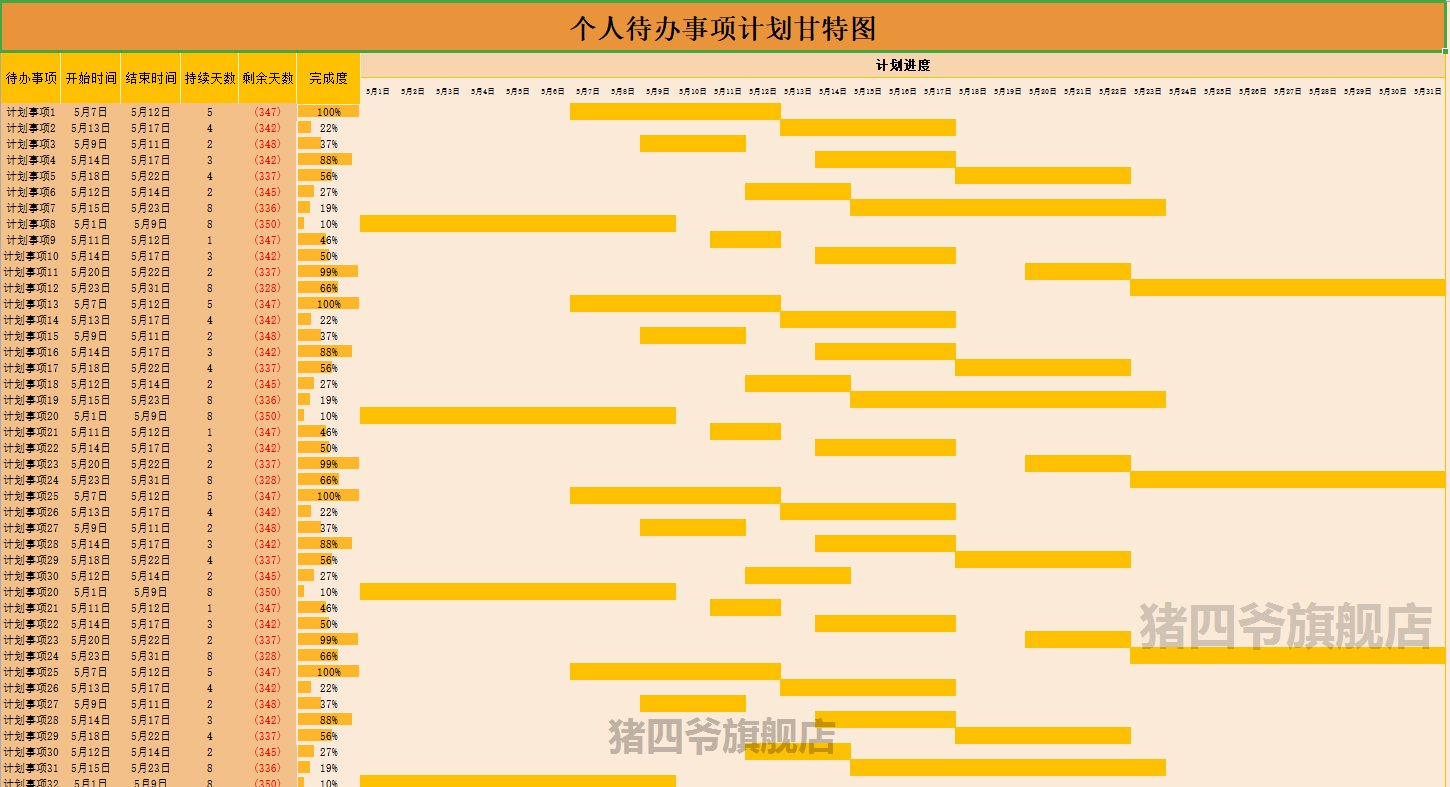 个人待办事项计划甘特图
待办事项 开始时间 结束时间 持续天数 剩余天数 完成度 计划进度
5月1日 5月2日 5月3日 5月4日 5月5日 5月6日 5月7日 5月8日 5月9日 5月10日 5月11日 5月12日 5月13日 5月14日 5月15日 5月16日 5月17日 5月18日 5月19日 5月20日 5月21日 5月22日 5月23日 5月24日 5月25日 5月26日 5月27日 5月28日 5月29日 5月30日 5月31日
计划事项1 5月7日 5月12日 5 (347) 100%
计划事项2 5月13日 5月17日 4 (342) 22%
计划事项3 5月9日 5月11日 2 (348) 37%
计划事项4 5月14日 5月17日 3 (342) 88%
计划事项5 5月18日 5月22日 4 (337) 56%
计划事项6 5月12日 5月14日 2 (345) 27%
计划事项7 5月15日 5月23日 8 (336) 19%
计划事项8 5月1日 5月9日 8 (350) 10%
计划事项9 5月11日 5月12日 1 (347) 46%
计划事项10 5月14日 5月17日 3 (342) 50%
计划事项11 5月20日 5月22日 2 (337) 99%
计划事项12 5月23日 5月31日 8 (328) 66%
计划事项13 5月7日 5月12日 5 (347) 100%
计划事项14 5月13日 5月17日 4 (342) 22%
计划事项15 5月9日 5月11日 2 (348) 37%
计划事项16 5月14日 5月17日 3 (342) 88%
计划事项17 5月18日 5月22日 4 (337) 56%
计划事项18 5月12日 5月14日 2 (345) 27%
计划事项19 5月15日 5月23日 8 (336) 19%
计划事项20 5月1日 5月9日 8 (350) 10%
计划事项21 5月11日 5月12日 1 (347) 46%
计划事项22 5月14日 5月17日 3 (342) 50%
计划事项23 5月20日 5月22日 2 (337) 99%
计划事项24 5月23日 5月31日 8 (328) 66%
计划事项25 5月7日 5月12日 5 (347) 100%
计划事项26 5月13日 5月17日 4 (342) 22%
计划事项27 5月9日 5月11日 2 (348) 37%
计划事项28 5月14日 5月17日 3 (342) 88%
计划事项29 5月18日 5月22日 4 (337) 56%
计划事项30 5月12日 5月14日 2 (345) 27%
计划事项20 5月1日 5月9日 8 (350) 10%
计划事项21 5月11日 5月12日 1 (347) 46%
计划事项22 5月14日 5月17日 3 (342) 50%
猪四爷旗舰店
计划事项23 5月20日 5月22日 2 (337) 99%
计划事项24 5月23日 5月31日 8 (328) 66%
计划事项25 5月7日 5月12日 5 (347) 100%
计划事项26 5月13日 5月17日 4 (342) 22%
计划事项27 5月9日 5月11日 2 (348) 37%
计划事项28 5月14日 5月17日 3 (342) 88%
猪四爷旗舰店
计划事项29 5月18日 5月22日 4 (337) 56%
计划事项30 5月12日 5月14日 2 (345) 27%
计划事项31 5月15日 5月23日 8 (336) 19%
计划事项32 5月1日 5月9日 8 (350) 10%